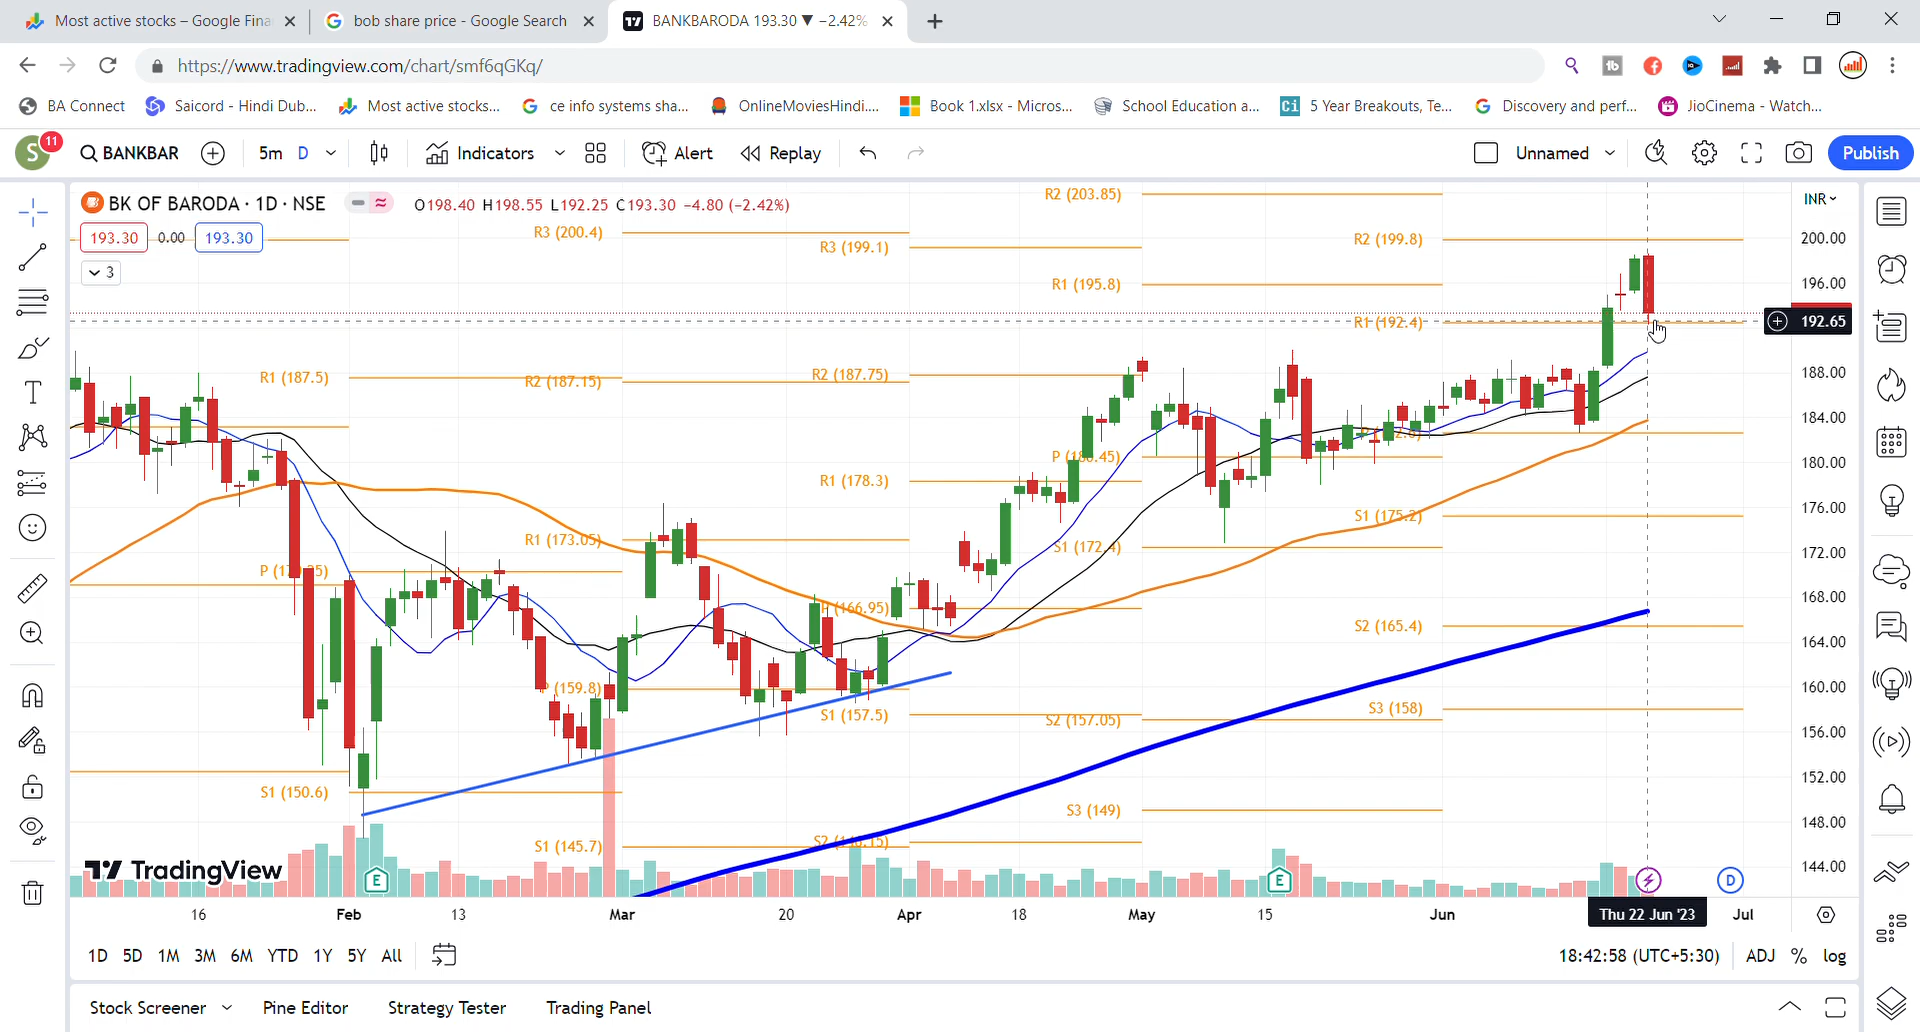 Most active stocks – Google Fina
bob share price - Google Search
BANKBARODA 193.30 ▼ −2.42%
https://www.tradingview.com/chart/smf6qGKq/
BA Connect
Saicord - Hindi Dub...
Most active stocks...
ce info systems sha...
OnlineMoviesHindi....
Book 1.xlsx - Micros...
School Education a...
5 Year Breakouts, Te...
Discovery and perf...
JioCinema - Watch...
S 11
BANKBAR
5m D
Indicators
Alert
Replay
Unnamed
Publish
BK OF BARODA · 1D · NSE
O198.40 H198.55 L192.25 C193.30 −4.80 (−2.42%)
193.30 0.00 193.30
3
INR
R2 (203.85)
R3 (200.4)
R3 (199.1)
R2 (199.8)
200.00
R1 (195.8)
196.00
R1 (192.4)
192.65
R1 (187.5)
R2 (187.15)
R2 (187.75)
188.00
184.00
180.00
R1 (178.3)
176.00
S1 (175.2)
R1 (173.05)
S1 (172.4)
172.00
168.00
P (166.95)
S2 (165.4)
164.00
P (159.8)
160.00
S1 (157.5)
S2 (157.05)
S3 (158)
156.00
152.00
S1 (150.6)
S3 (149)
148.00
S1 (145.7)
144.00
TradingView
E
E
D
16 Feb 13 Mar 20 Apr 18 May 15 Jun Thu 22 Jun '23 Jul
1D 5D 1M 3M 6M YTD 1Y 5Y All
18:42:58 (UTC+5:30)
ADJ % log
Stock Screener
Pine Editor
Strategy Tester
Trading Panel